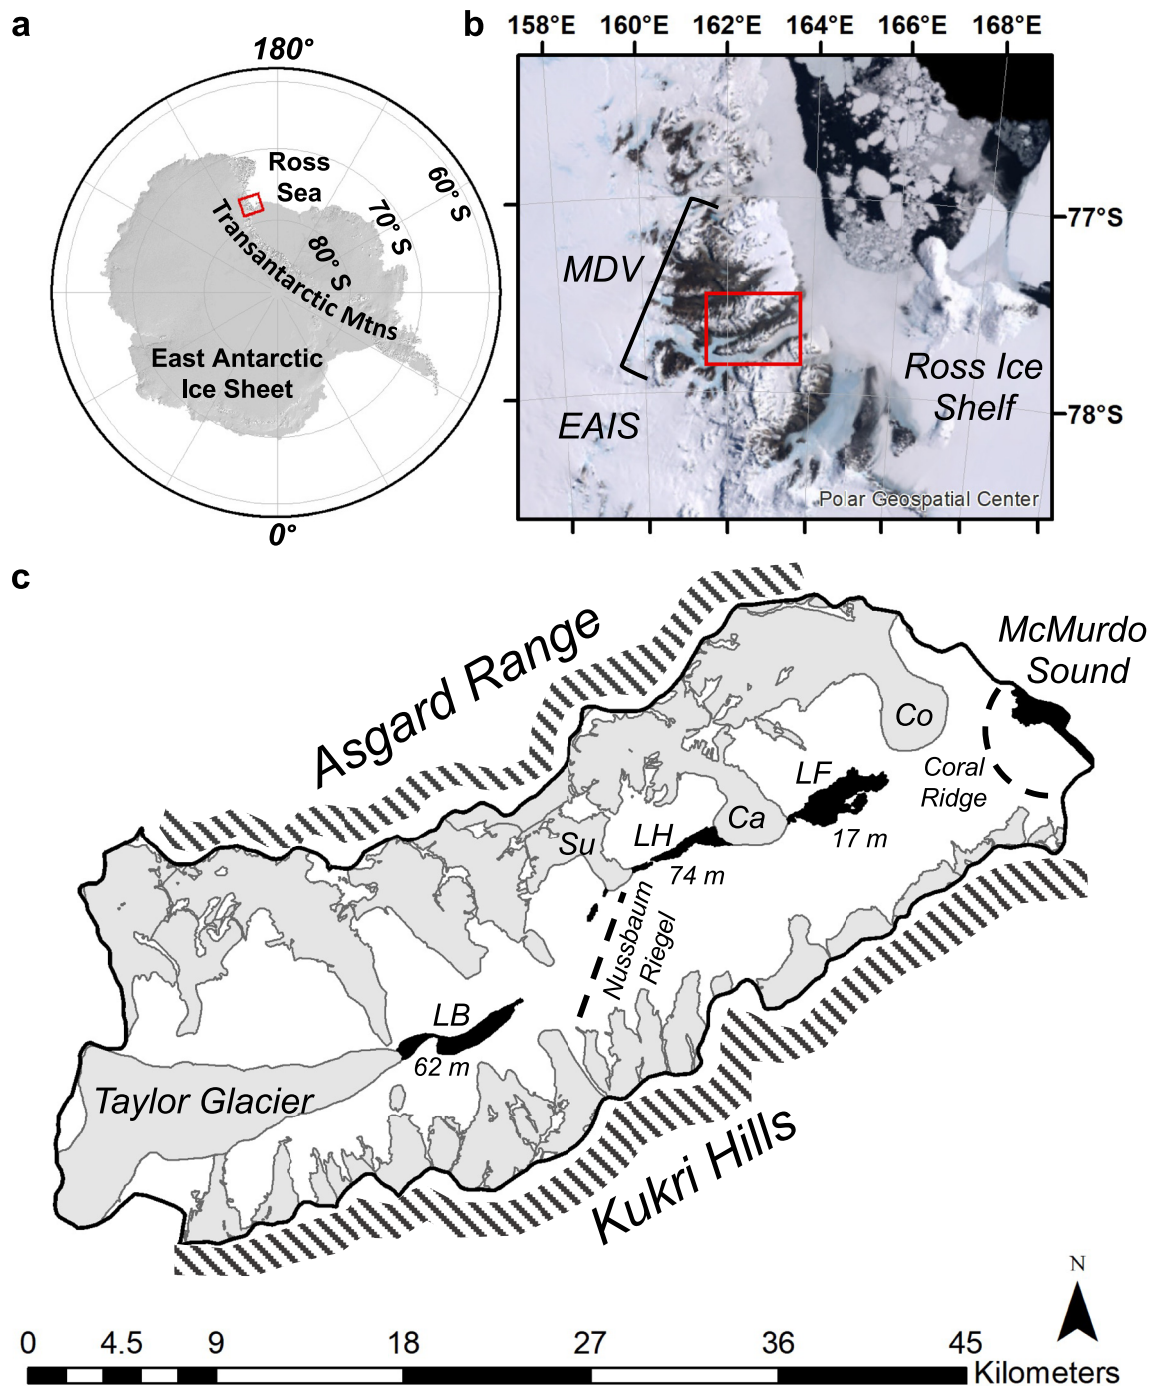 a
180°
Ross
Sea
60° S
70° S
80° S
Transantarctic Mtns
East Antarctic
Ice Sheet
0°
b
158°E 160°E 162°E 164°E 166°E 168°E
77°S
MDV
Ross Ice
Shelf
78°S
EAIS
Polar Geospatial Center
c
Asgard Range
McMurdo
Sound
Co
LF
Coral
Ridge
Ca
17 m
Su
LH
74 m
Nussbaum
Riegel
LB
62 m
Taylor Glacier
Kukri Hills
N
0 4.5 9 18 27 36 45
Kilometers